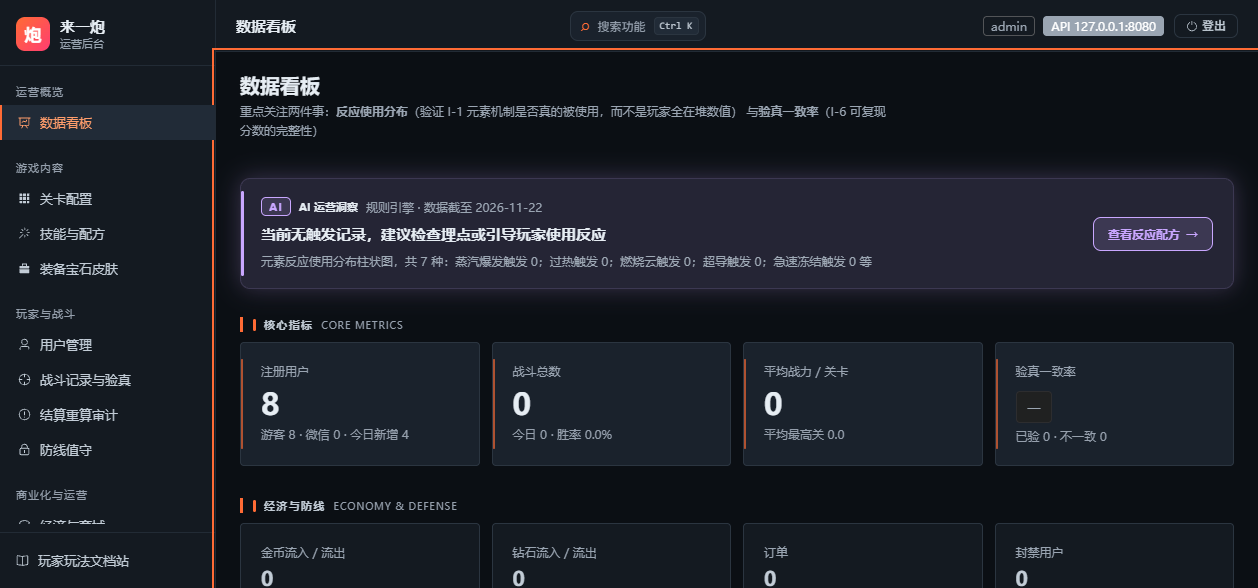 炮
来一炮
运营后台
数据看板
搜索功能 Ctrl K
admin
API 127.0.0.1:8080
登出
运营概览
数据看板
游戏内容
关卡配置
技能与配方
装备宝石皮肤
玩家与战斗
用户管理
战斗记录与验真
结算重算审计
防线值守
商业化与运营
经济与商城
玩家玩法文档站
数据看板
重点关注两件事：反应使用分布（验证 I-1 元素机制是否真的被使用，而不是玩家全在堆数值） 与验真一致率（I-6 可复现
分数的完整性）
AI AI 运营洞察 规则引擎 · 数据截至 2026-11-22
当前无触发记录，建议检查埋点或引导玩家使用反应
元素反应使用分布柱状图，共 7 种：蒸汽爆发触发 0；过热触发 0；燃烧云触发 0；超导触发 0；急速冻结触发 0 等
查看反应配方 →
核心指标 CORE METRICS
注册用户
8
游客 8 · 微信 0 · 今日新增 4
战斗总数
0
今日 0 · 胜率 0.0%
平均战力 / 关卡
0
平均最高关 0.0
验真一致率
—
已验 0 · 不一致 0
经济与防线 ECONOMY & DEFENSE
金币流入 / 流出
0
钻石流入 / 流出
0
订单
0
封禁用户
0